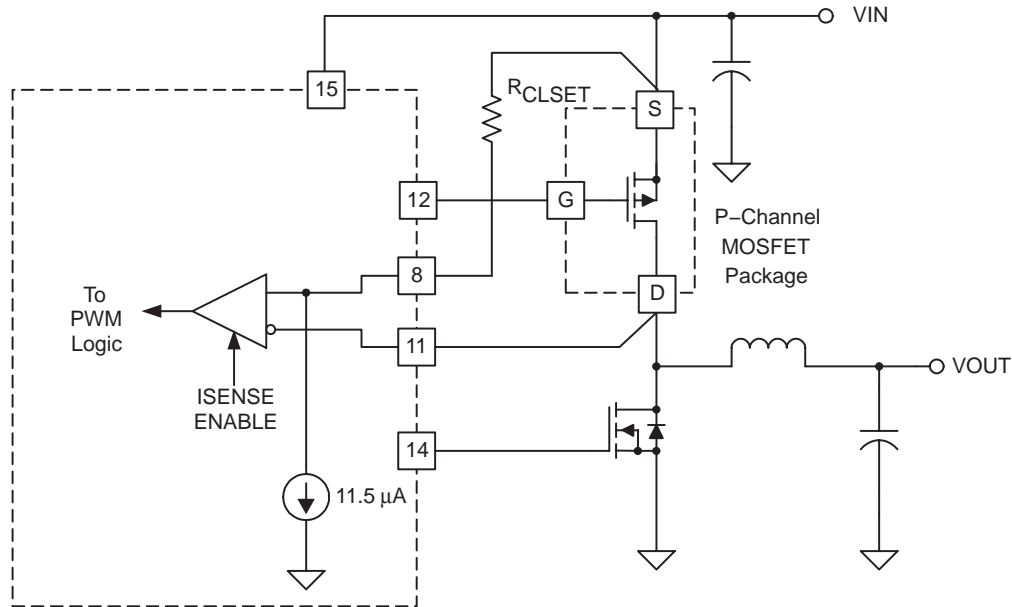 VIN
15
RCLSET
S
12
G
P−Channel
MOSFET
Package
8
D
To
PWM
Logic
11
ISENSE
ENABLE
VOUT
14
11.5 μA